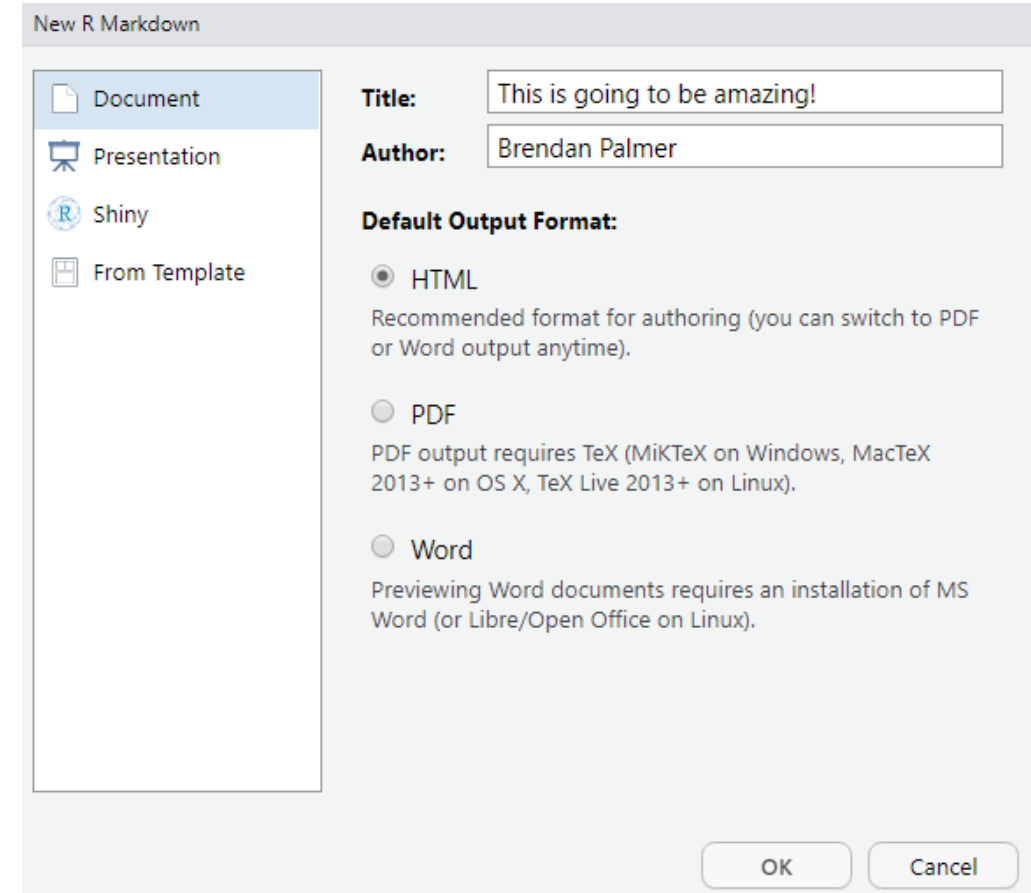 New R Markdown
Document
Presentation
Shiny
From Template
Title:
This is going to be amazing!
Author:
Brendan Palmer
Default Output Format:
HTML
Recommended format for authoring (you can switch to PDF
or Word output anytime).
PDF
PDF output requires TeX (MiKTeX on Windows, MacTeX
2013+ on OS X, TeX Live 2013+ on Linux).
Word
Previewing Word documents requires an installation of MS
Word (or Libre/Open Office on Linux).
OK
Cancel